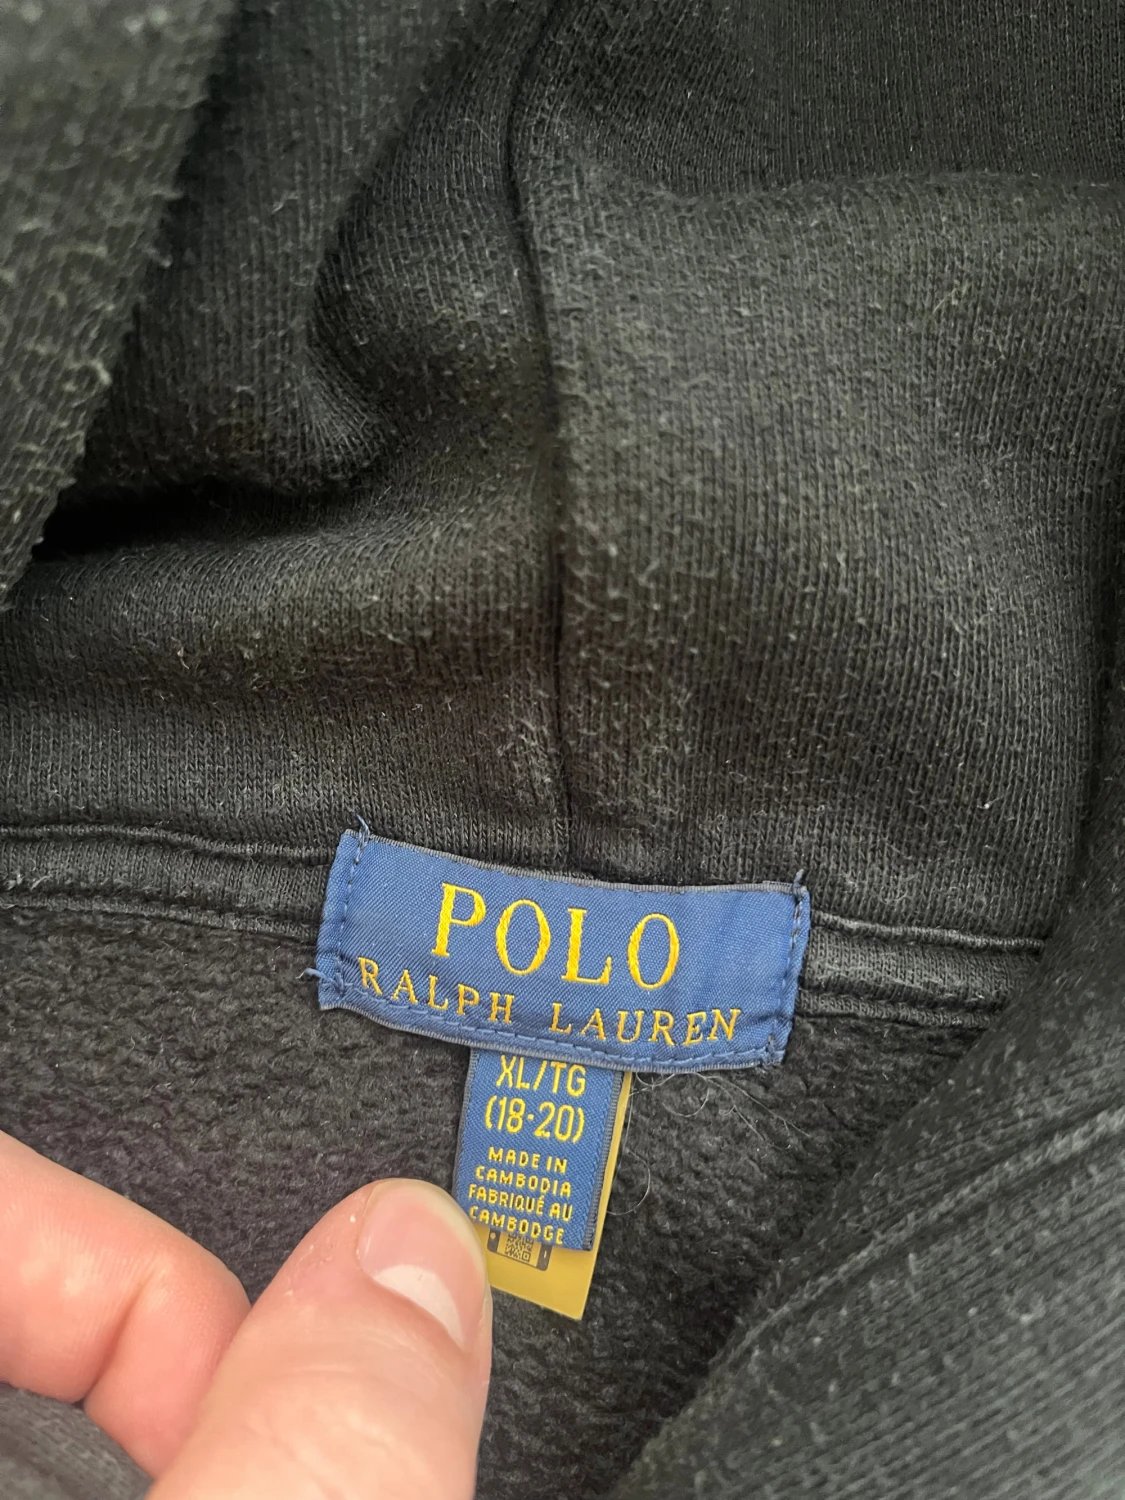 POLO
RALPH LAUREN
XL/TG
(18-20)
MADE IN
CAMBODIA
FABRIQUÉ AU
CAMBODGE